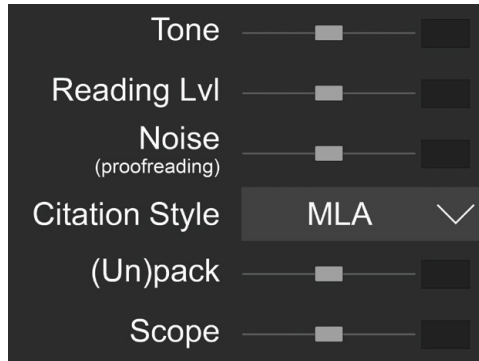 Tone
Reading Lvl
Noise
(proofreading)
Citation Style MLA
(Un)pack
Scope